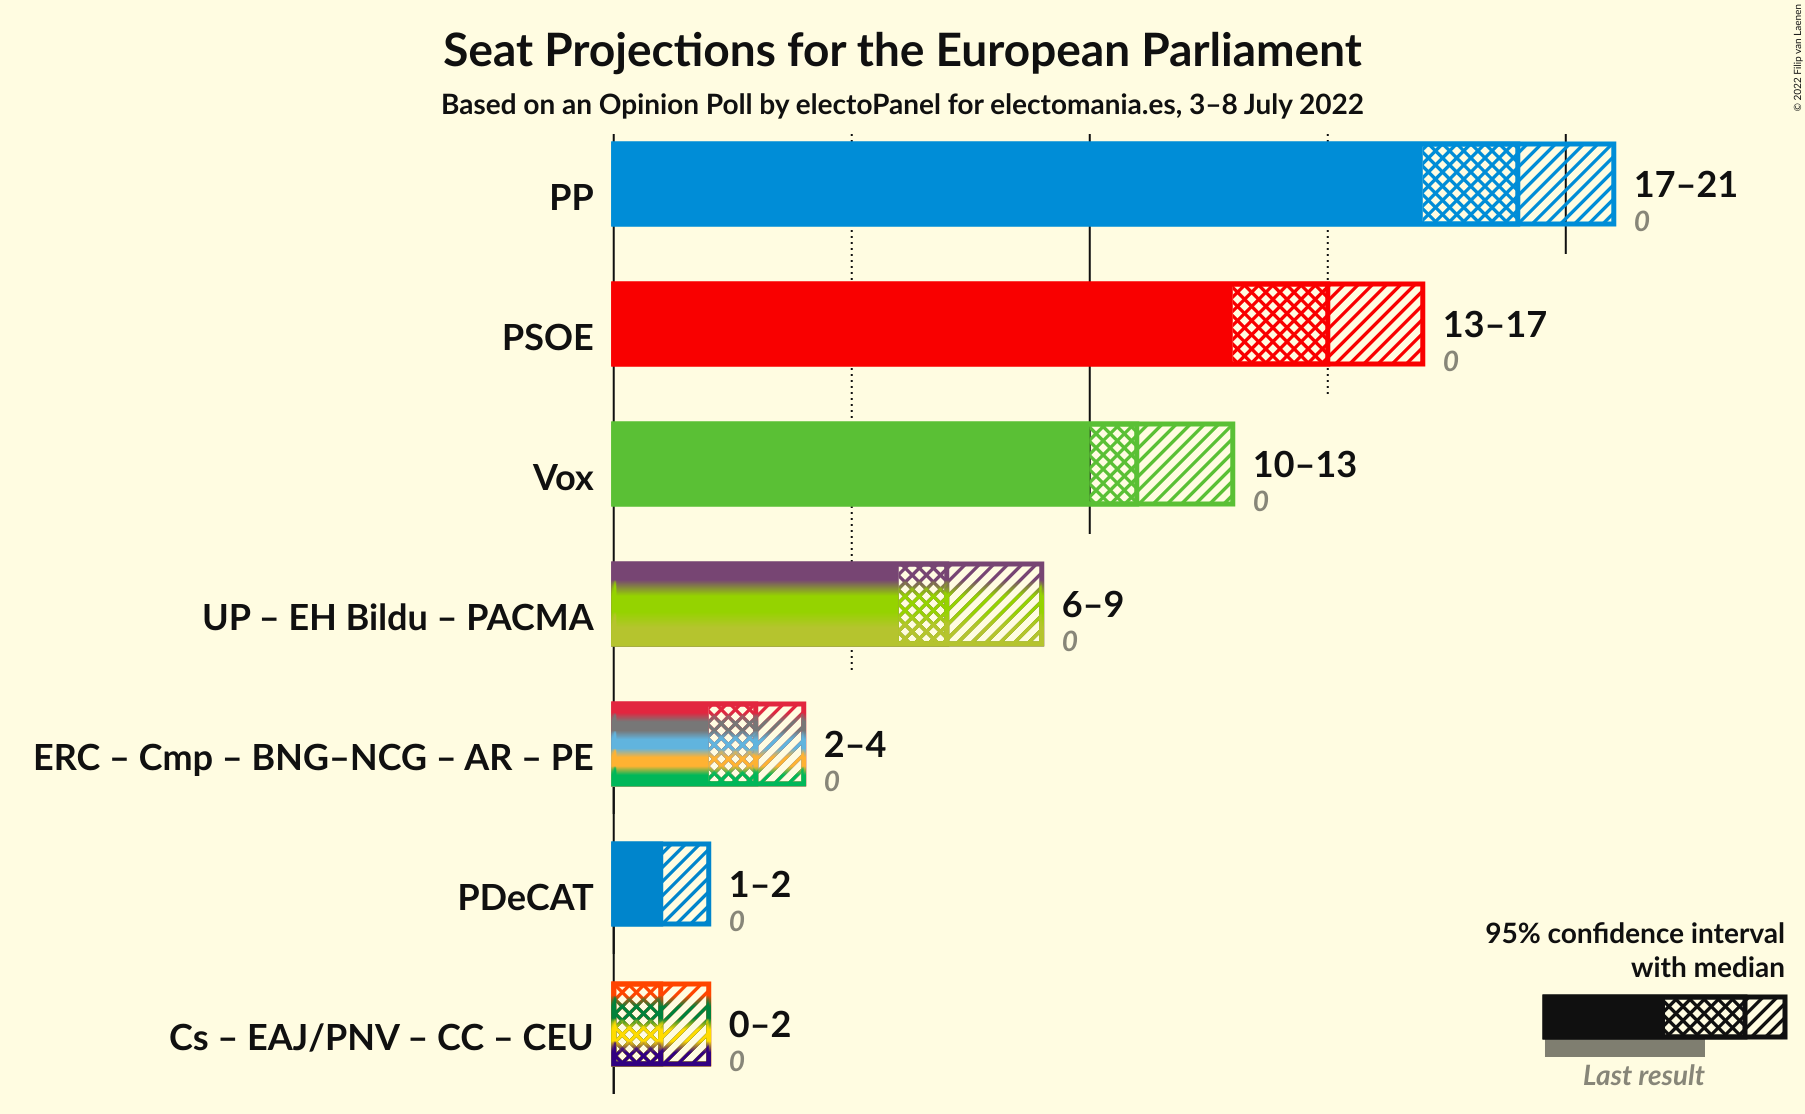 Seat Projections for the European Parliament
Based on an Opinion Poll by electoPanel for electomania.es, 3–8 July 2022
© 2022 Filip van Laenen
PP
17–21
0
PSOE
13–17
0
Vox
10–13
0
UP – EH Bildu – PACMA
6–9
0
ERC – Cmp – BNG–NCG – AR – PE
2–4
0
PDeCAT
1–2
0
Cs – EAJ/PNV – CC – CEU
0–2
0
95% confidence interval
with median
Last result